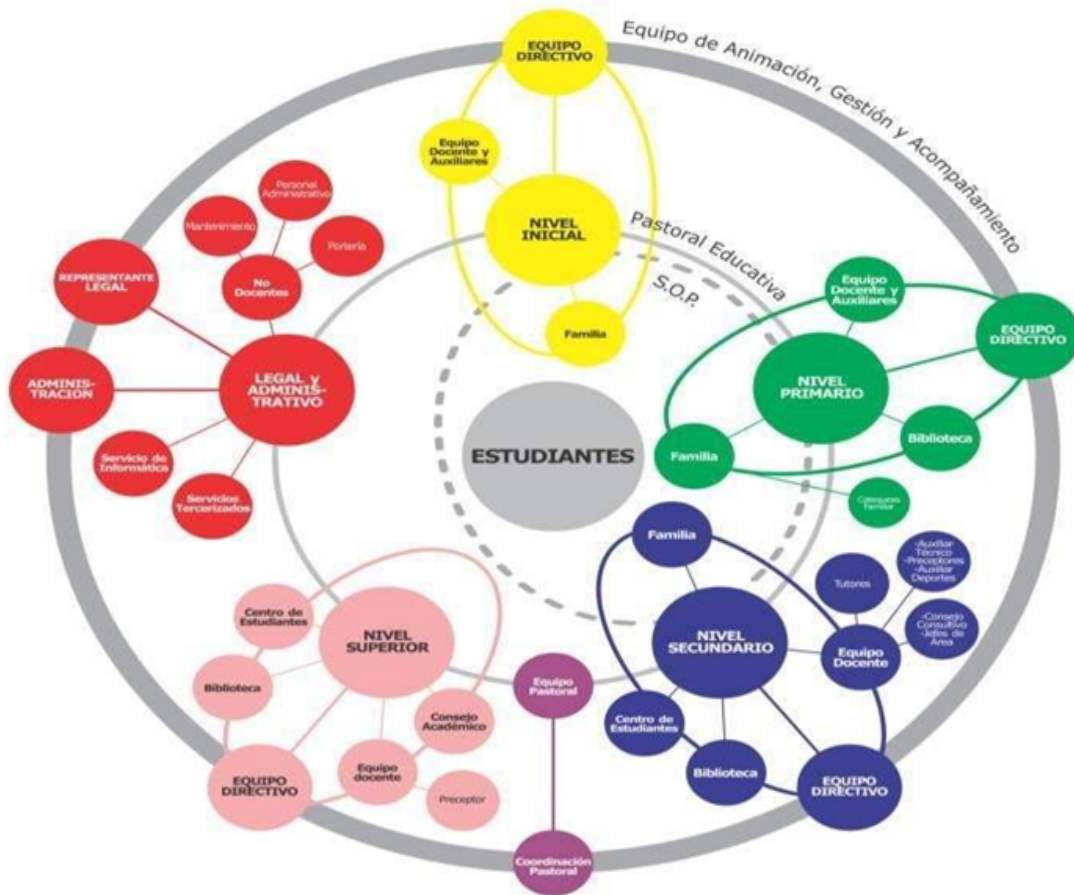 Equipo de Animación, Gestión y Acompañamiento
Pastoral Educativa
S.O.P.
EQUIPO
DIRECTIVO
Equipo
Docente y
Auxiliares
NIVEL
INICIAL
Familia
Personal
Administrativo
Mantenimiento
Portería
No
Docentes
REPRESENTANTE
LEGAL
ADMINIS-
TRACIÓN
LEGAL y
ADMINIS-
TRATIVO
Servicio de
Informática
Servicios
Tercerizados
Equipo
Docente y
Auxiliares
EQUIPO
DIRECTIVO
NIVEL
PRIMARIO
Biblioteca
Familia
Catequesis
Familiar
ESTUDIANTES
Familia
Tutores
-Auxiliar
Técnico
-Preceptores
-Auxiliar
Deportes
-Consejo
Consultivo
-Jefes de
Área
NIVEL
SECUNDARIO
Equipo
Docente
Centro de
Estudiantes
Biblioteca
EQUIPO
DIRECTIVO
Centro de
Estudiantes
NIVEL
SUPERIOR
Biblioteca
Consejo
Académico
Equipo
docente
Preceptor
EQUIPO
DIRECTIVO
Equipo
Pastoral
Coordinación
Pastoral